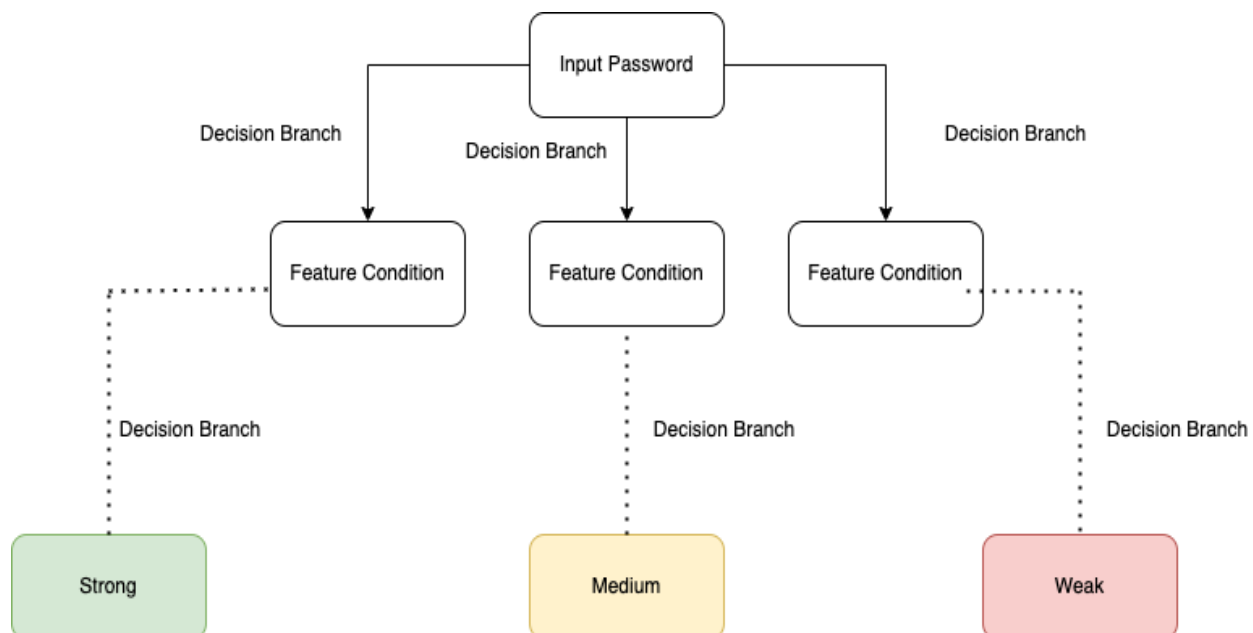 Input Password
Decision Branch
Decision Branch
Decision Branch
Feature Condition
Feature Condition
Feature Condition
Decision Branch
Decision Branch
Decision Branch
Strong
Medium
Weak